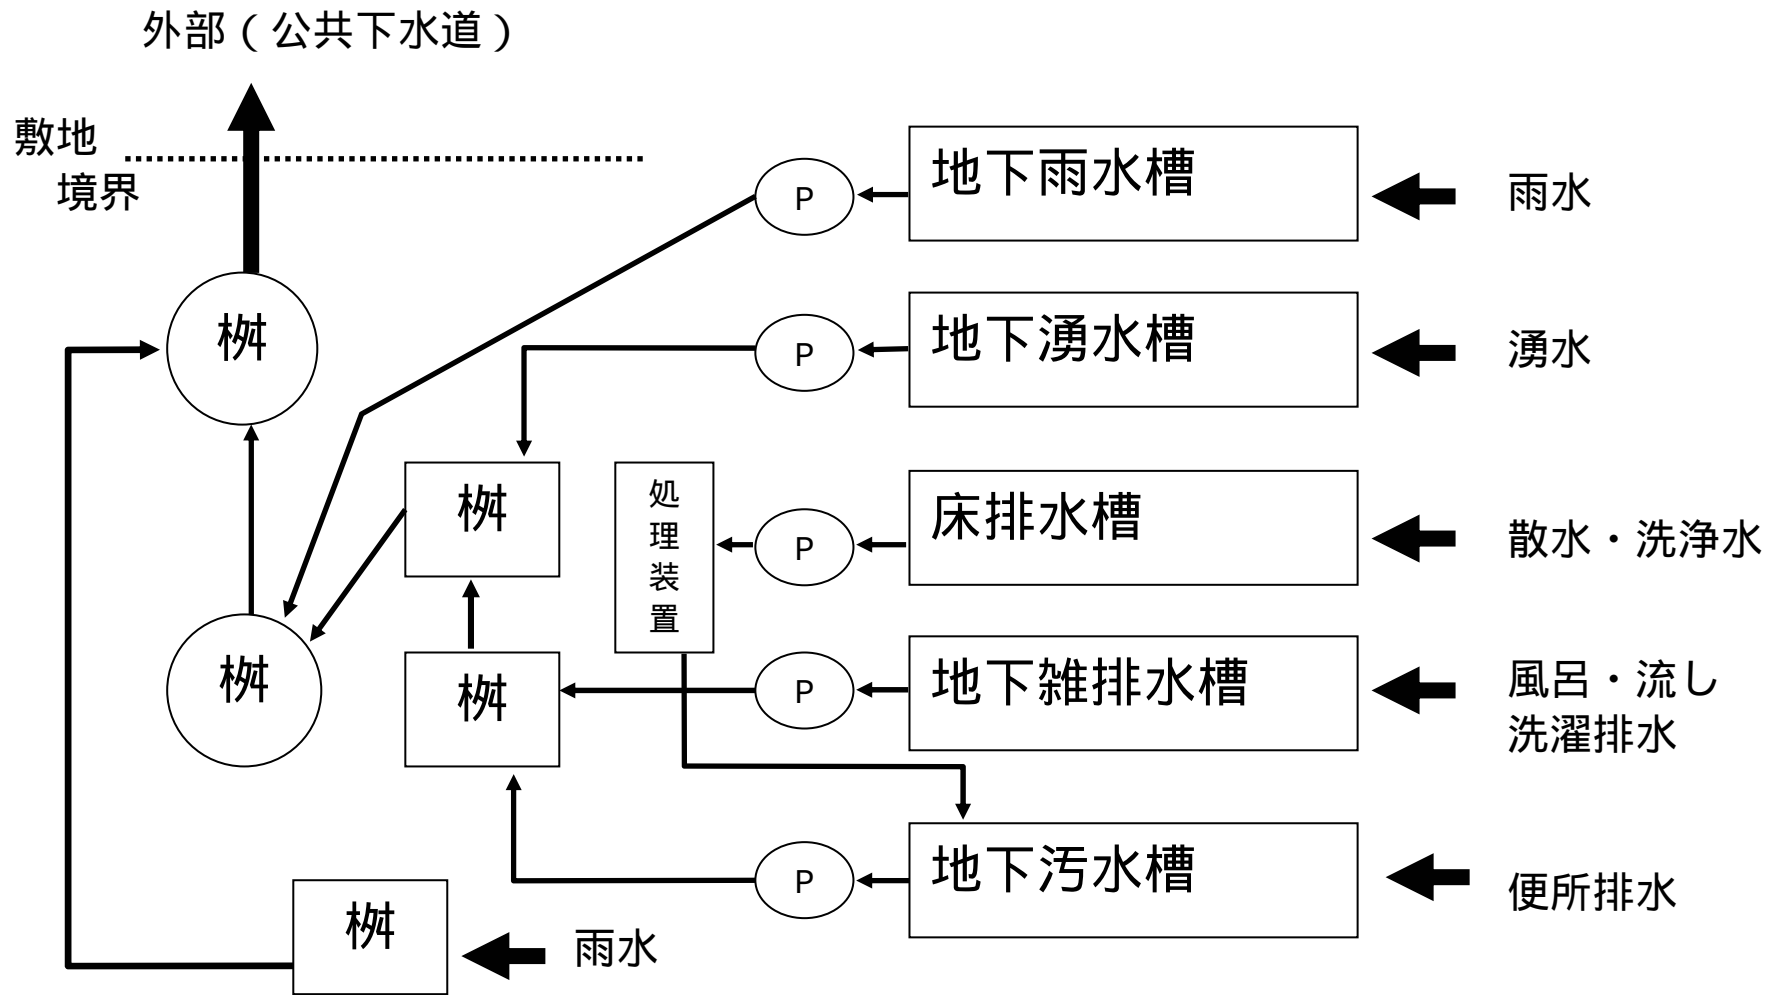 外部（公共下水道）
敷地
境界
P
地下雨水槽
雨水
桝
P
地下湧水槽
湧水
桝
処
理
装
置
P
床排水槽
散水・洗浄水
桝
桝
P
地下雑排水槽
風呂・流し
洗濯排水
P
地下汚水槽
便所排水
桝
雨水